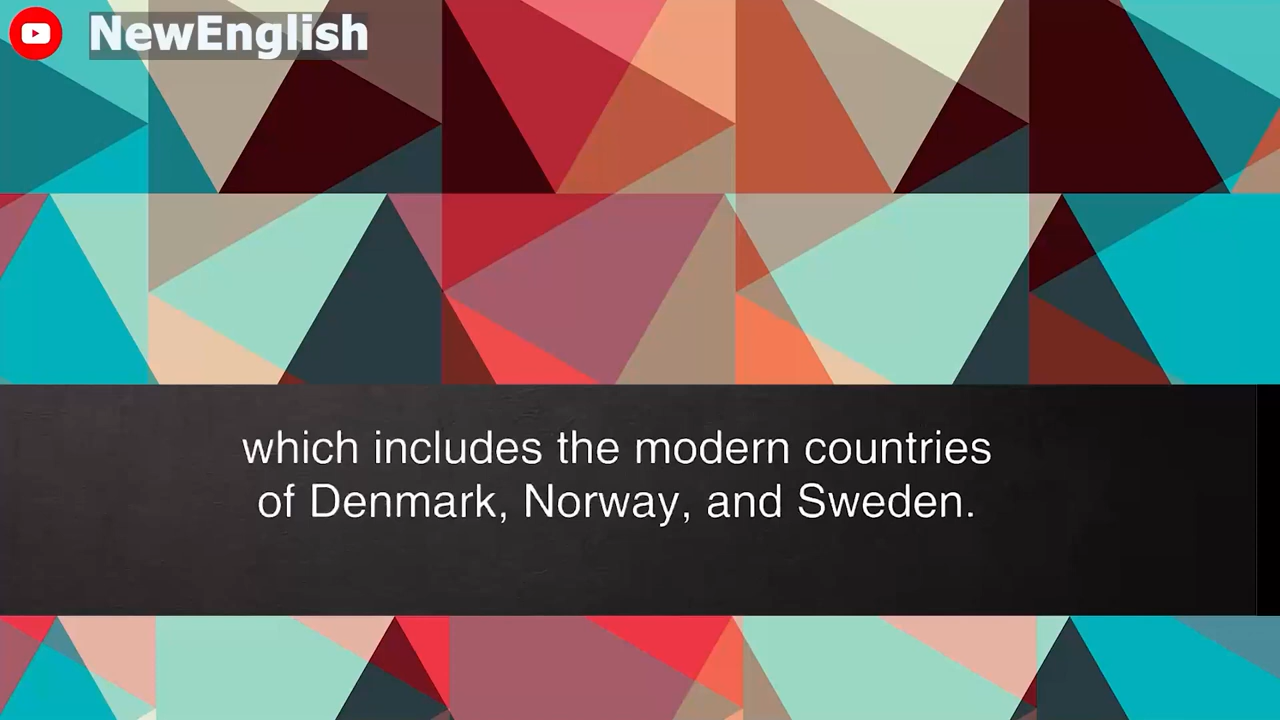 NewEnglish
which includes the modern countries
of Denmark, Norway, and Sweden.